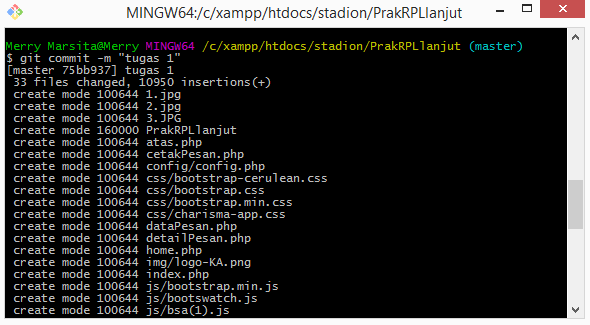 MINGW64:/c/xampp/htdocs/stadion/PrakRPLlanjut
Merry Marsita@Merry MINGW64 /c/xampp/htdocs/stadion/PrakRPLlanjut (master)
$ git commit -m "tugas 1"
[master 75bb937] tugas 1
 33 files changed, 10950 insertions(+)
 create mode 100644 1.jpg
 create mode 100644 2.jpg
 create mode 100644 3.JPG
 create mode 160000 PrakRPLlanjut
 create mode 100644 atas.php
 create mode 100644 cetakPesan.php
 create mode 100644 config/config.php
 create mode 100644 css/bootstrap-cerulean.css
 create mode 100644 css/bootstrap.css
 create mode 100644 css/bootstrap.min.css
 create mode 100644 css/charisma-app.css
 create mode 100644 dataPesan.php
 create mode 100644 detailPesan.php
 create mode 100644 home.php
 create mode 100644 img/logo-KA.png
 create mode 100644 index.php
 create mode 100644 js/bootstrap.min.js
 create mode 100644 js/bootswatch.js
 create mode 100644 js/bsa(1).js